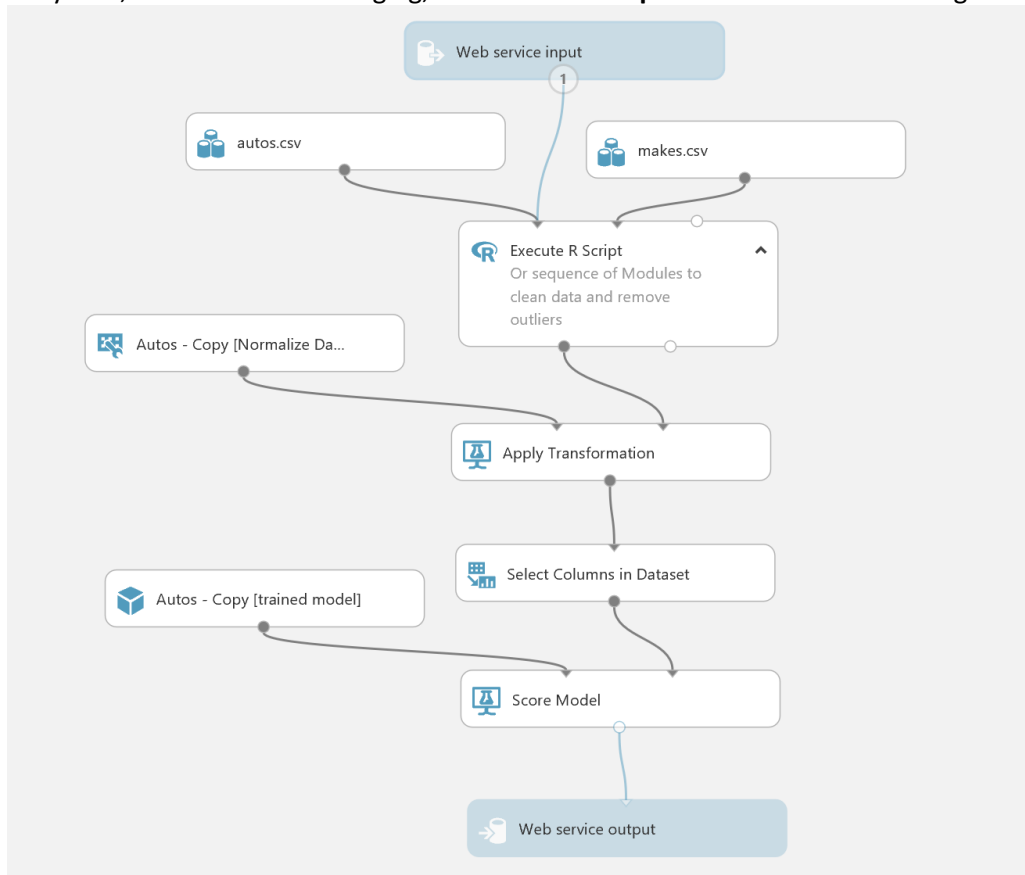 Web service input
1
autos.csv
makes.csv
Execute R Script
Or sequence of Modules to
clean data and remove
outliers
Autos - Copy [Normalize Da...
Apply Transformation
Select Columns in Dataset
Autos - Copy [trained model]
Score Model
Web service output